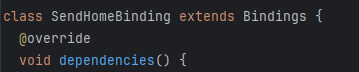 class SendHomeBinding extends Bindings {
  @override
  void dependencies() {